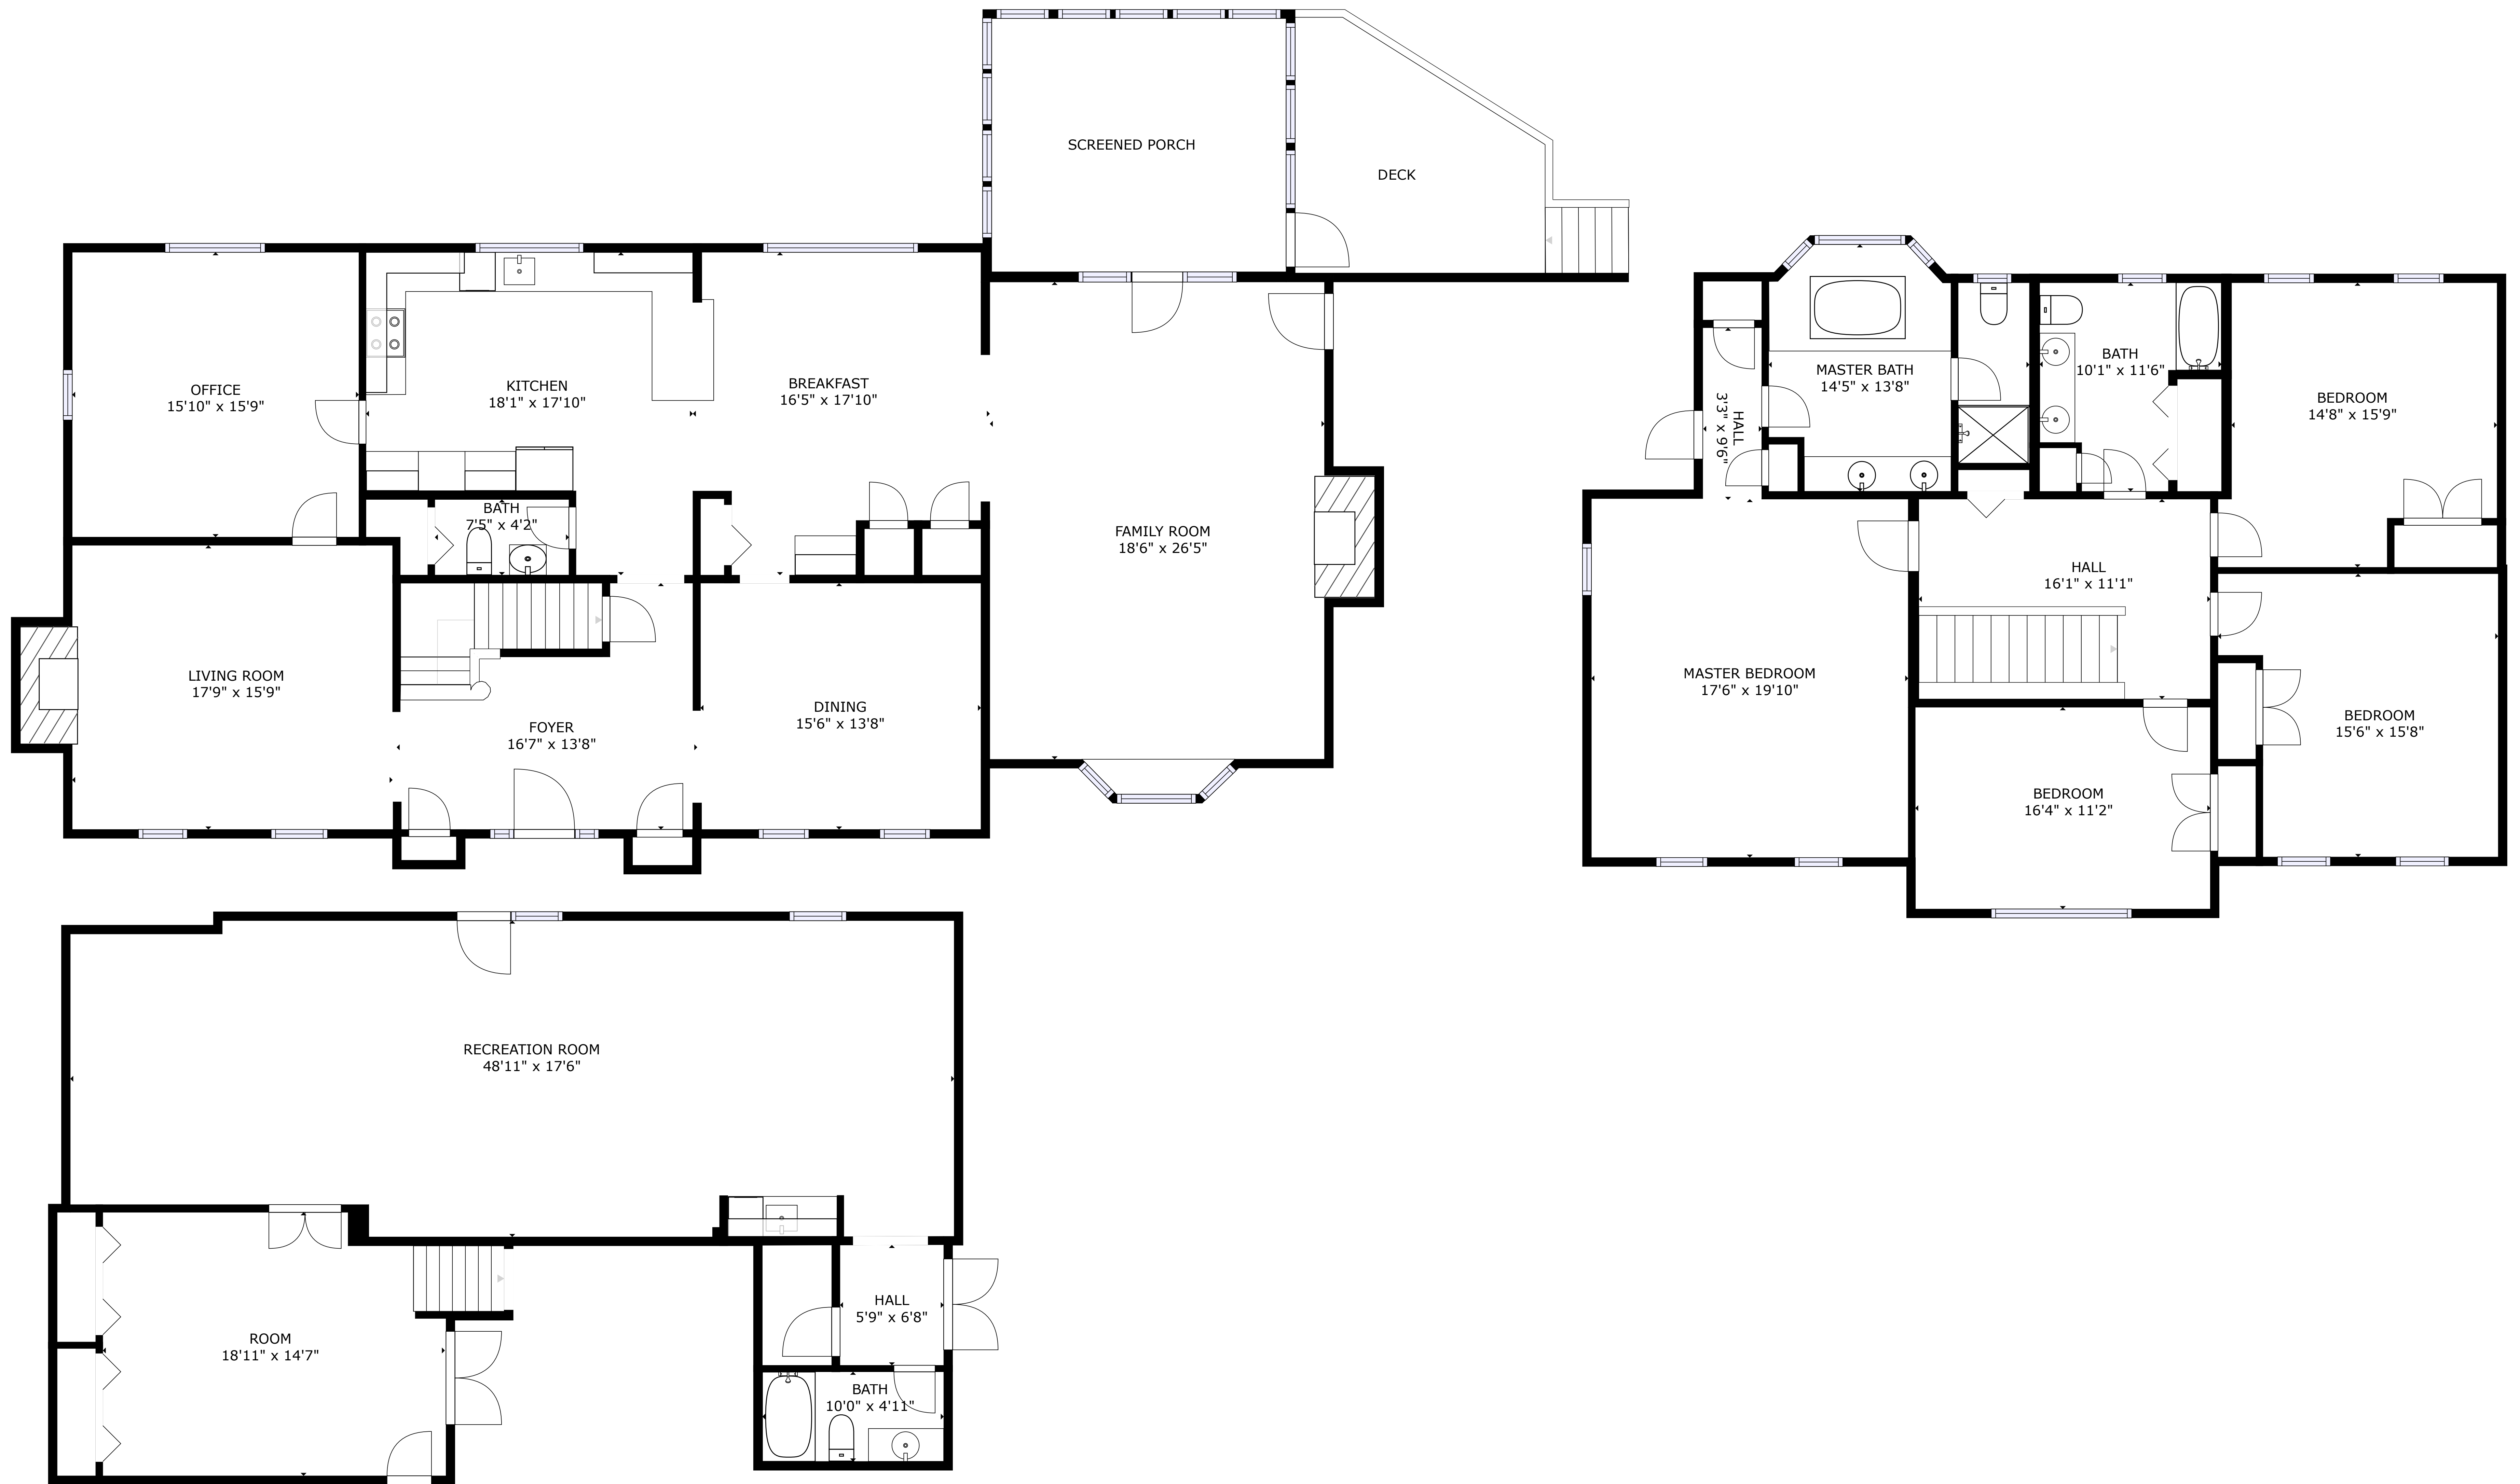 SCREENED PORCH
DECK
OFFICE
15'10" x 15'9"
KITCHEN
18'1" x 17'10"
BREAKFAST
16'5" x 17'10"
BATH
7'5" x 4'2"
FAMILY ROOM
18'6" x 26'5"
LIVING ROOM
17'9" x 15'9"
FOYER
16'7" x 13'8"
DINING
15'6" x 13'8"
HALL
3'3" x 9'6"
MASTER BATH
14'5" x 13'8"
BATH
10'1" x 11'6"
BEDROOM
14'8" x 15'9"
HALL
16'1" x 11'1"
MASTER BEDROOM
17'6" x 19'10"
BEDROOM
15'6" x 15'8"
BEDROOM
16'4" x 11'2"
RECREATION ROOM
48'11" x 17'6"
ROOM
18'11" x 14'7"
HALL
5'9" x 6'8"
BATH
10'0" x 4'11"